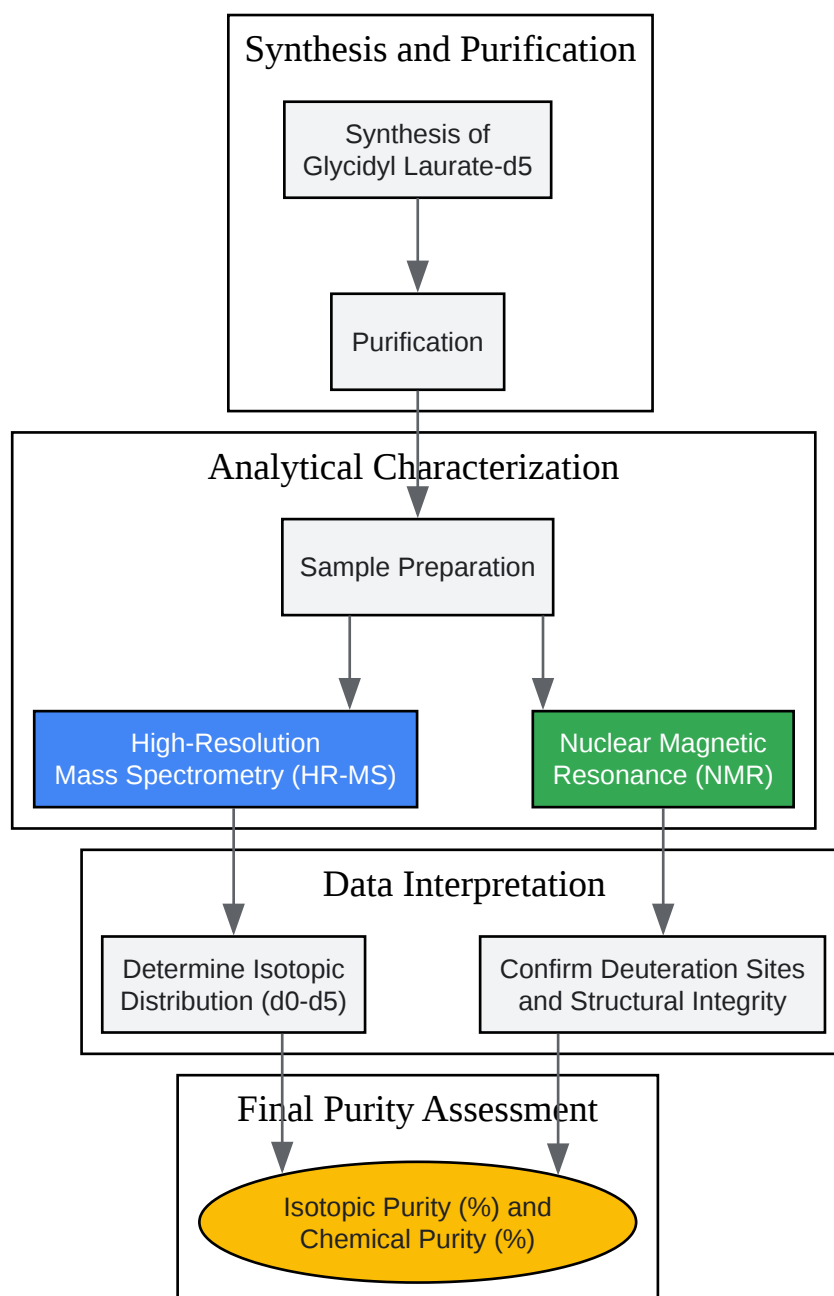 Synthesis and Purification
Synthesis of
Glycidyl Laurate-d5
Purification
Analytical Characterization
Sample Preparation
High-Resolution
Mass Spectrometry (HR-MS)
Nuclear Magnetic
Resonance (NMR)
Data Interpretation
Determine Isotopic
Distribution (d0-d5)
Confirm Deuteration Sites
and Structural Integrity
Final Purity Assessment
Isotopic Purity (%) and
Chemical Purity (%)